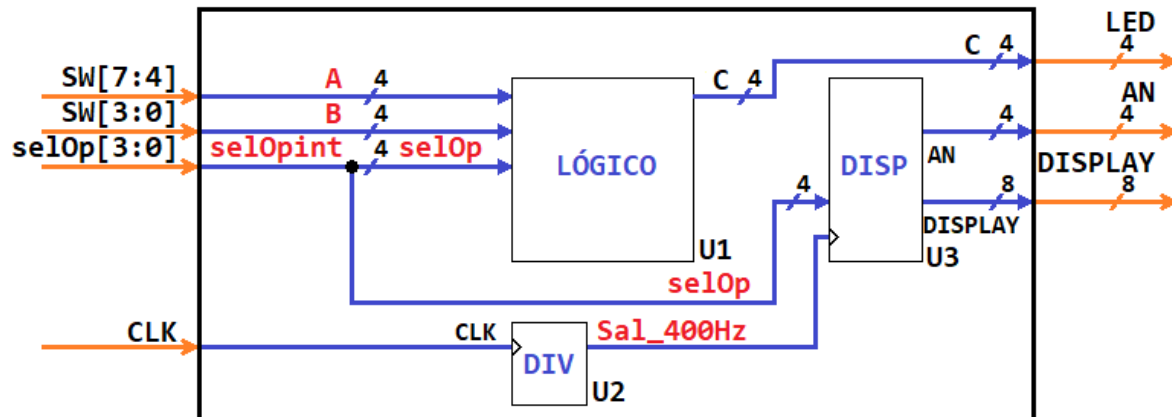 LED
C 4 4
SW[7:4] A 4 C 4
AN
SW[3:0] B 4 4 4
selOp[3:0] selOpint 4 selOp LÓGICO DISP AN DISPLAY
4 8 8
DISPLAY
U1 U3
selOp
CLK CLK Sal_400Hz
DIV
U2